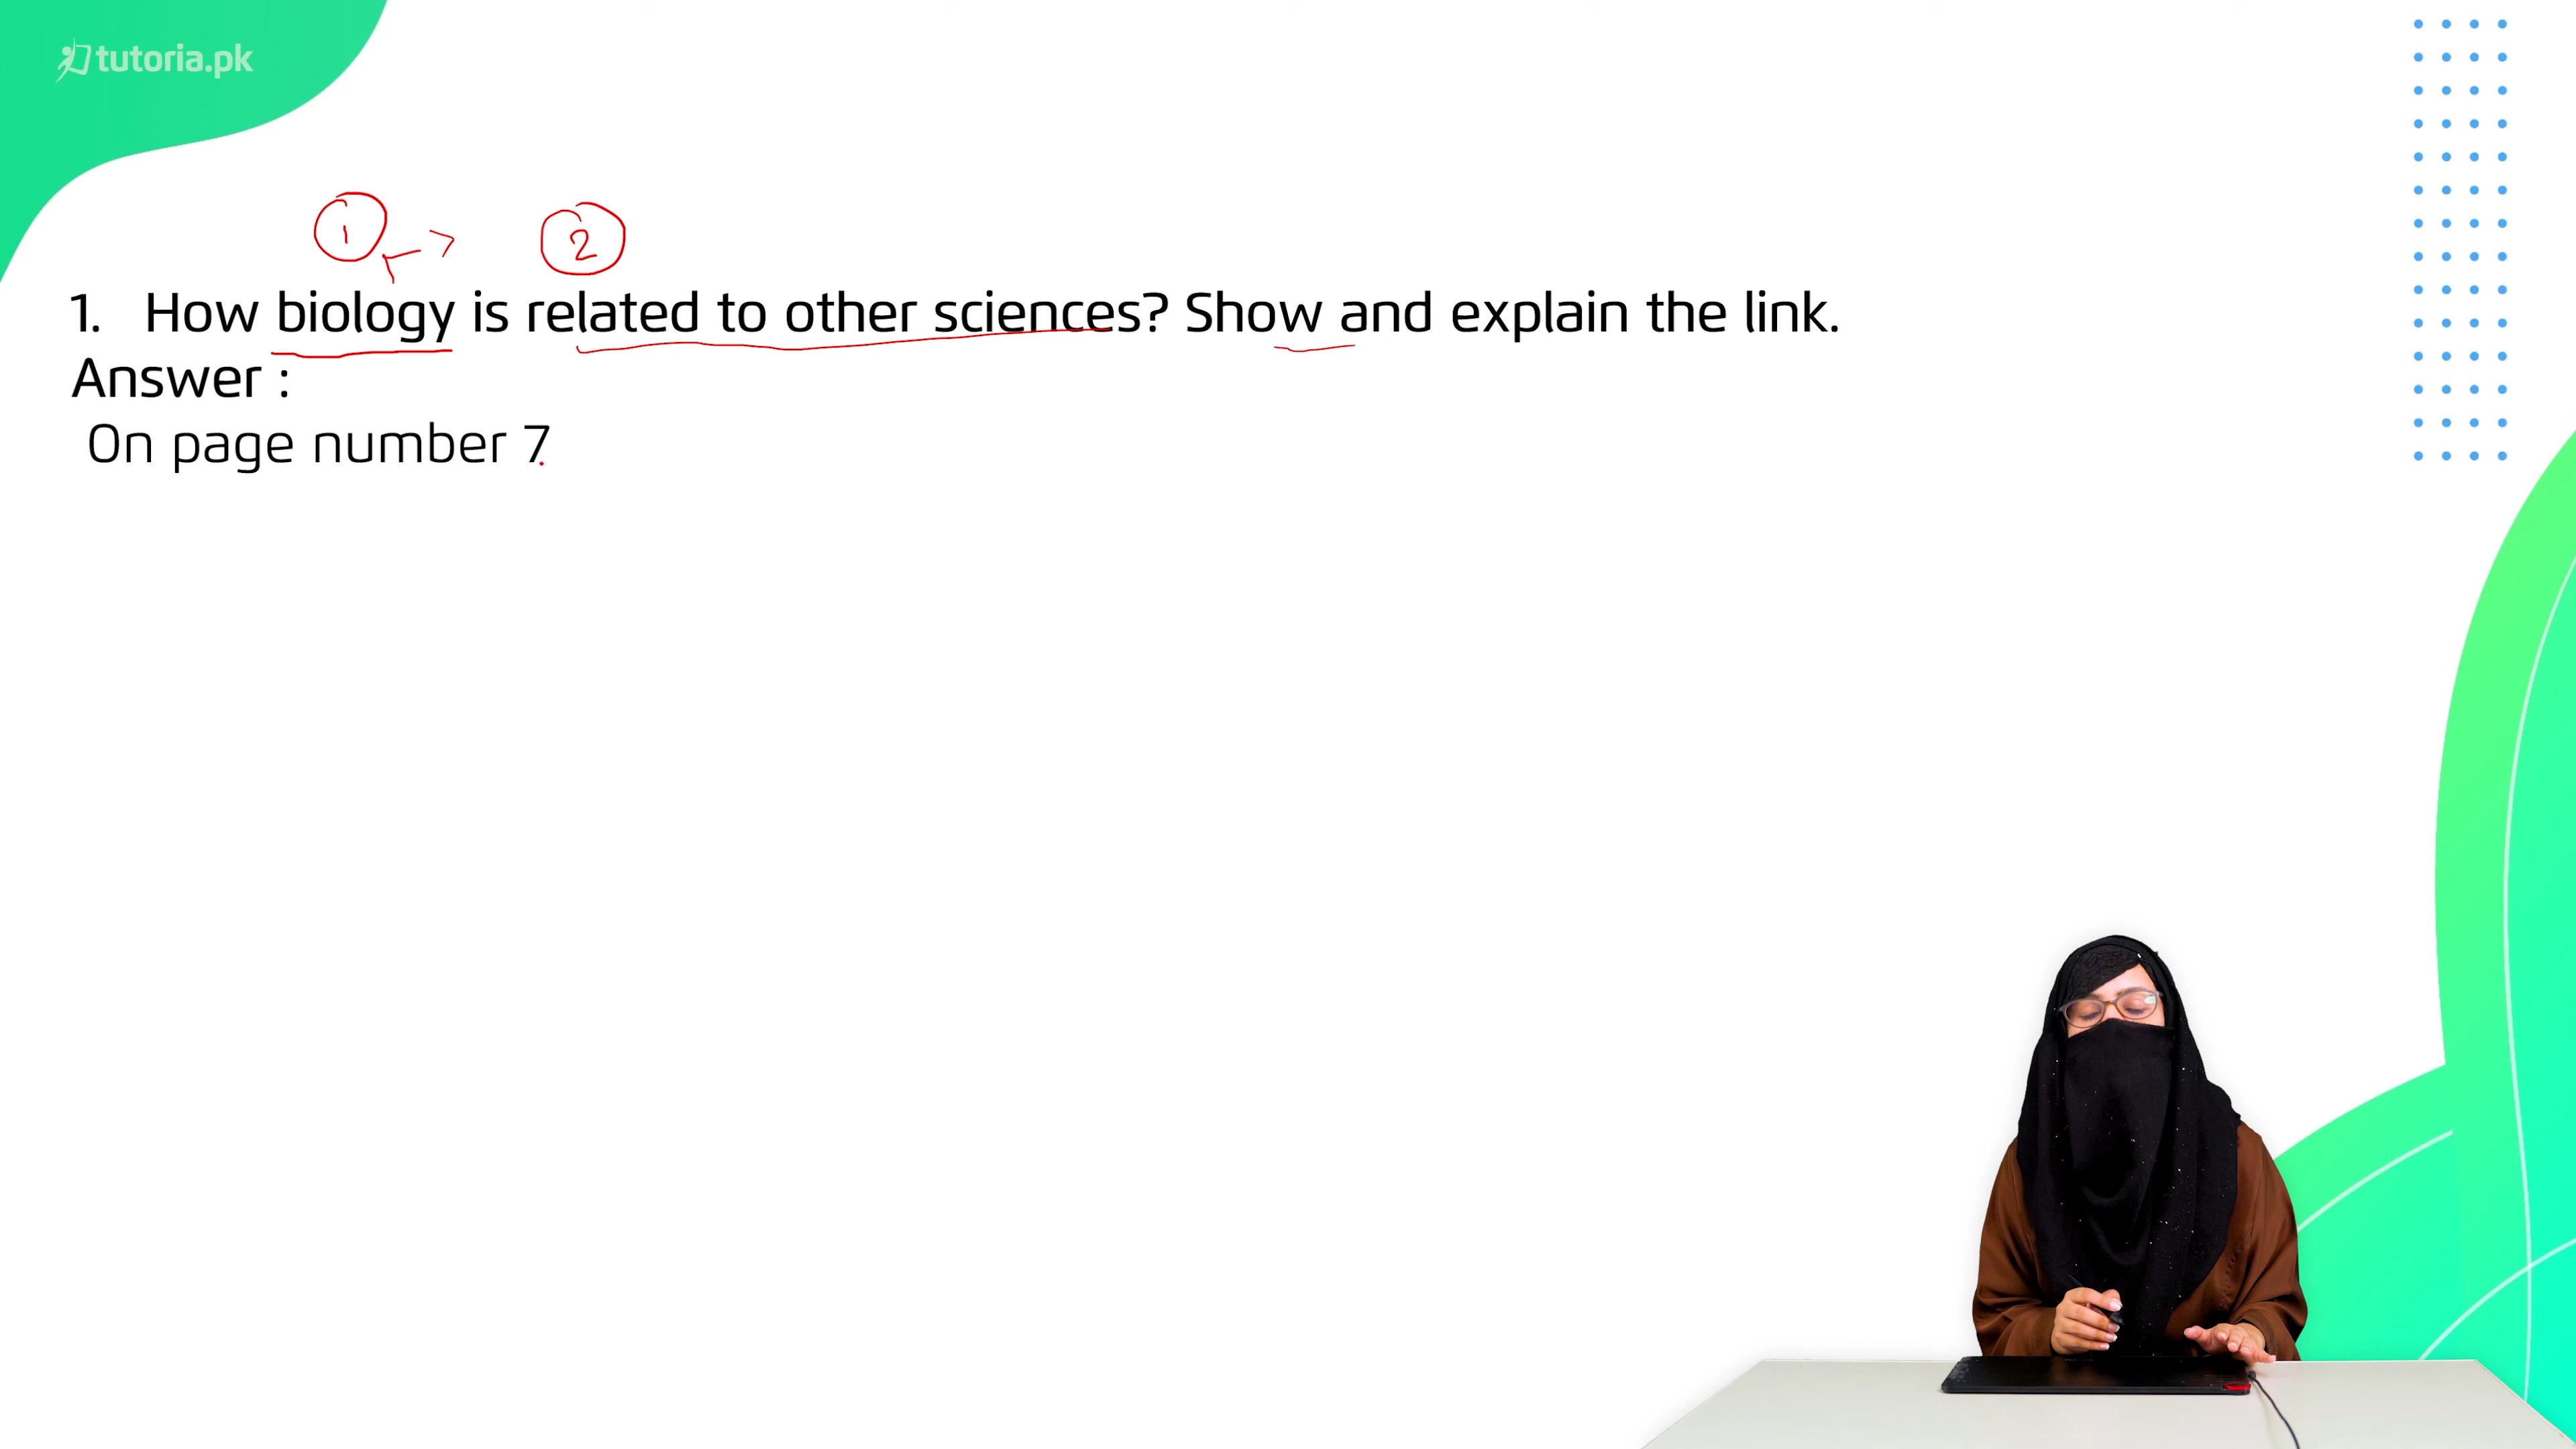 tutoria.pk
1 2
1. How biology is related to other sciences? Show and explain the link.
Answer :
On page number 7